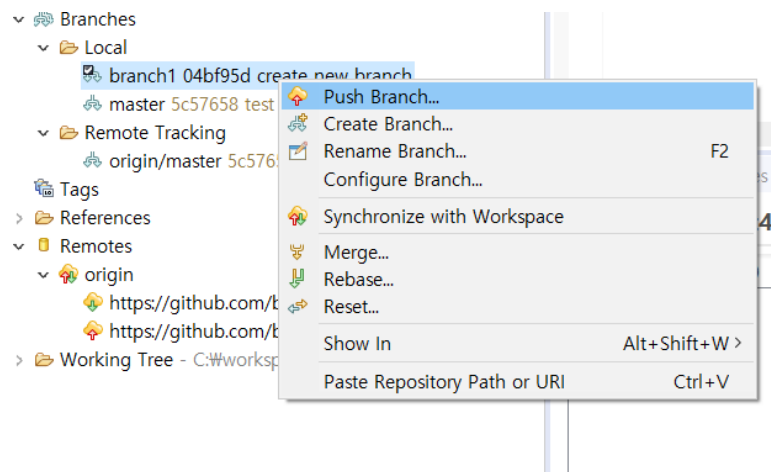 Branches
Local
branch1 04bf95d create new branch
master 5c57658 test
Remote Tracking
origin/master 5c576
Tags
References
Remotes
origin
https://github.com/b
https://github.com/b
Working Tree - C:₩worksp
Push Branch...
Create Branch...
Rename Branch... F2
Configure Branch...
Synchronize with Workspace
Merge...
Rebase...
Reset...
Show In Alt+Shift+W >
Paste Repository Path or URI Ctrl+V